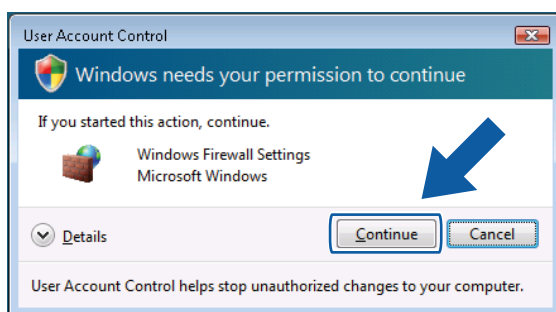 User Account Control
Windows needs your permission to continue
If you started this action, continue.
Windows Firewall Settings
Microsoft Windows
Details
Continue
Cancel
User Account Control helps stop unauthorized changes to your computer.